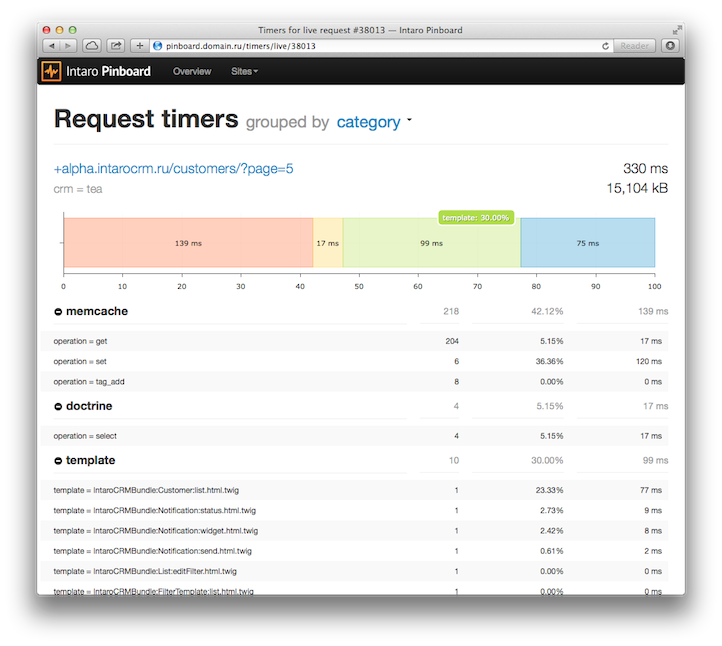 Timers for live request #38013 — Intaro Pinboard
pinboard.domain.ru/timers/live/38013 Reader
Intaro Pinboard Overview Sites
Request timers grouped by category
+alpha.intarocrm.ru/customers/?page=5 330 ms
crm = tea 15,104 kB
template: 30.00%
139 ms 17 ms 99 ms 75 ms
0 10 20 30 40 50 60 70 80 90 100
memcache 218 42.12% 139 ms
operation = get 204 5.15% 17 ms
operation = set 6 36.36% 120 ms
operation = tag_add 8 0.00% 0 ms
doctrine 4 5.15% 17 ms
operation = select 4 5.15% 17 ms
template 10 30.00% 99 ms
template = IntaroCRMBundle:Customer:list.html.twig 1 23.33% 77 ms
template = IntaroCRMBundle:Notification:status.html.twig 1 2.73% 9 ms
template = IntaroCRMBundle:Notification:widget.html.twig 1 2.42% 8 ms
template = IntaroCRMBundle:Notification:send.html.twig 1 0.61% 2 ms
template = IntaroCRMBundle:List:editFilter.html.twig 1 0.00% 0 ms
template = IntaroCRMBundle:FilterTemplate:list.html.twig 1 0.00% 0 ms